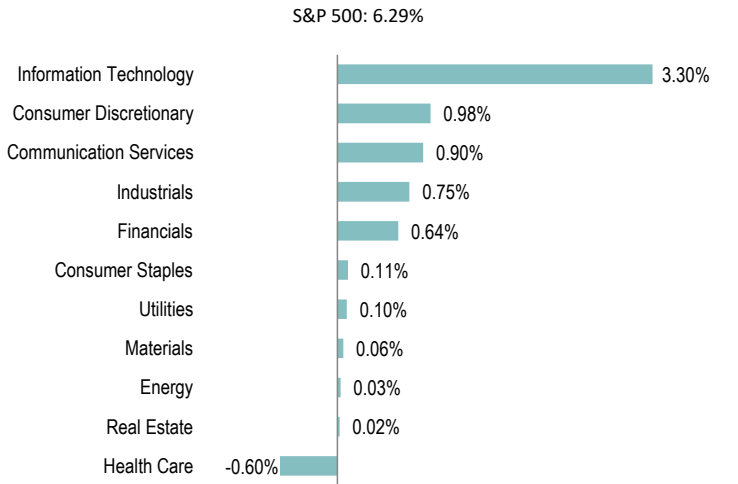 S&P 500: 6.29%
Information Technology 3.30%
Consumer Discretionary 0.98%
Communication Services 0.90%
Industrials 0.75%
Financials 0.64%
Consumer Staples 0.11%
Utilities 0.10%
Materials 0.06%
Energy 0.03%
Real Estate 0.02%
Health Care -0.60%